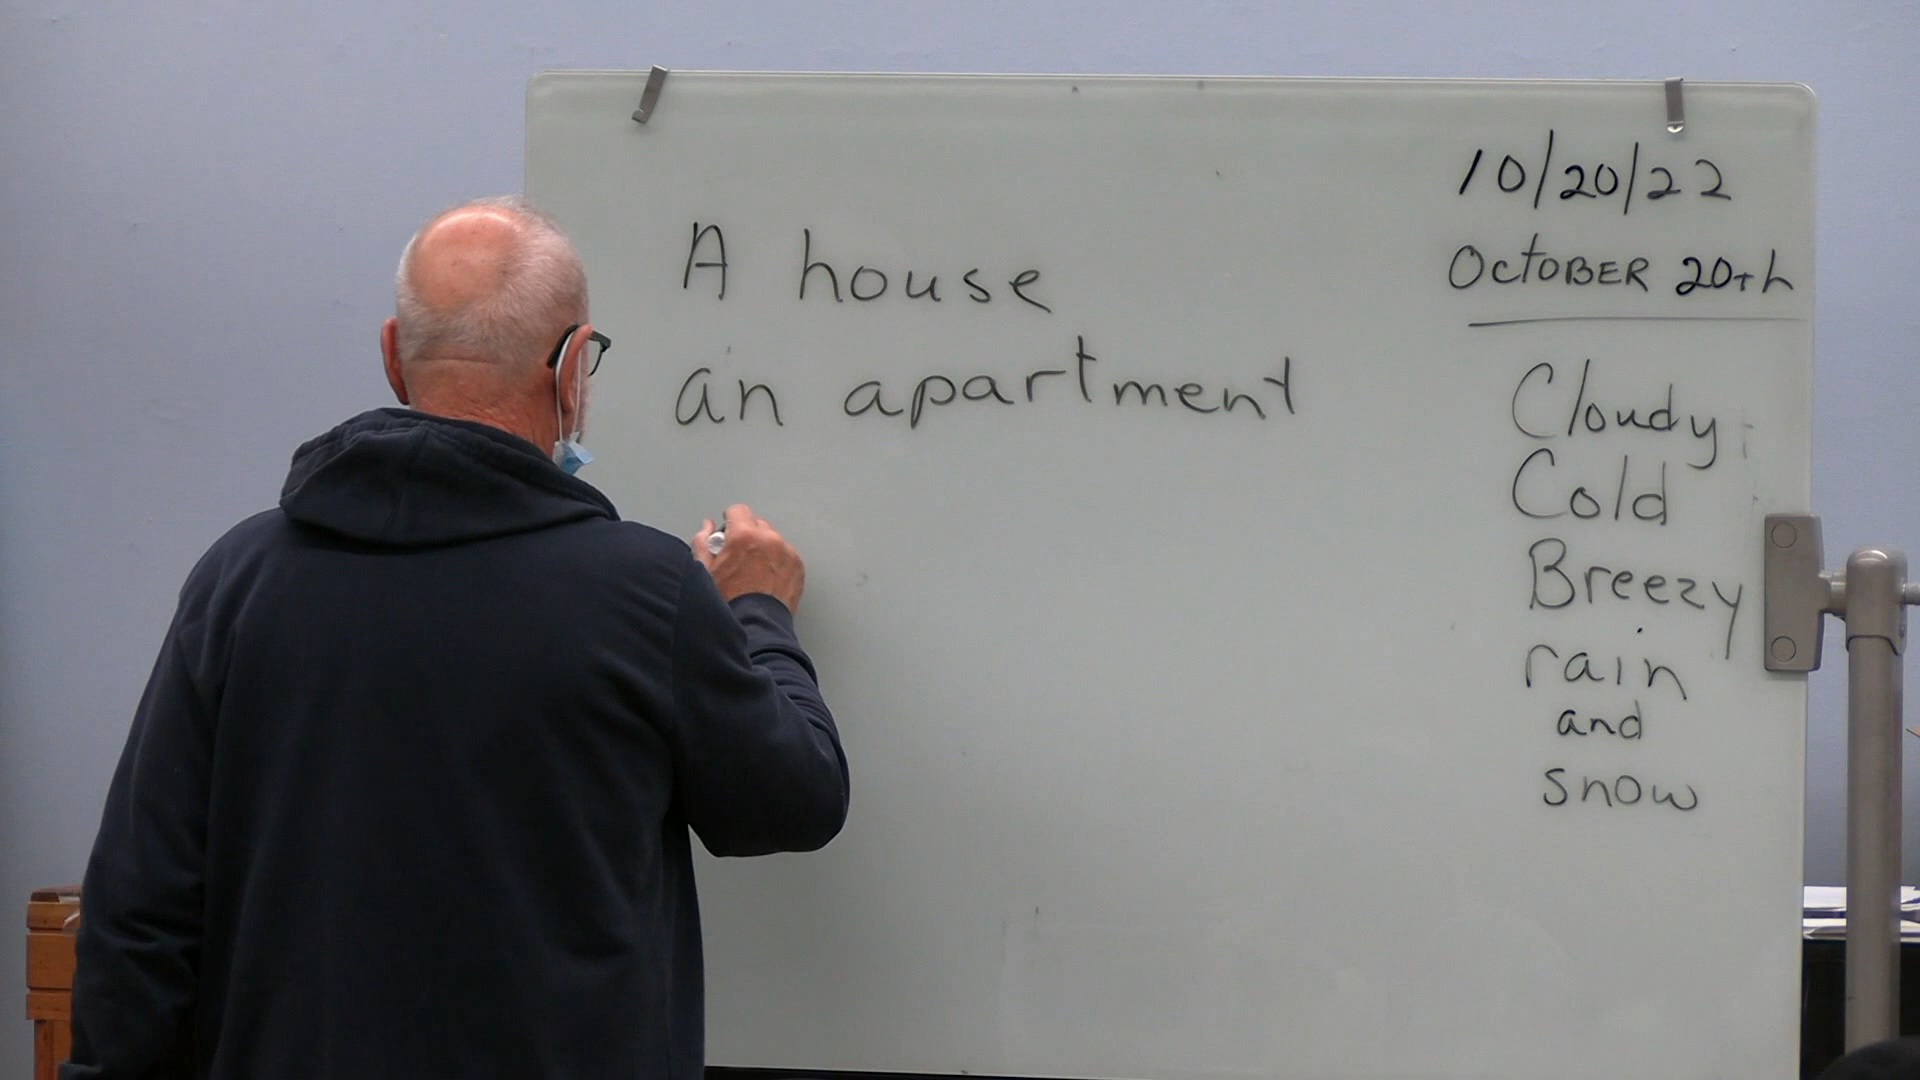 A house
an apartment
10/20/22
OCTOBER 20th
Cloudy
Cold
Breezy
rain
and
snow